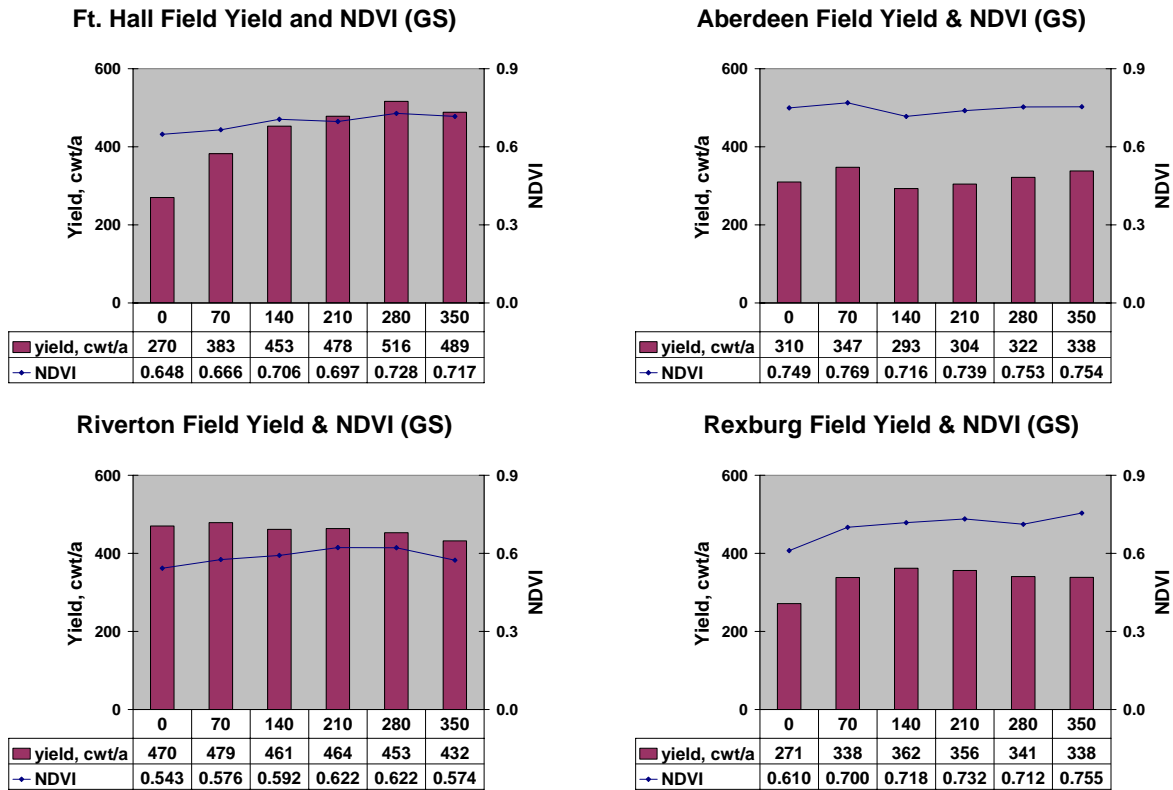 Ft. Hall Field Yield and NDVI (GS)
600
400
200
0
Yield, cwt/a
0.9
0.6
0.3
0.0
NDVI
0 70 140 210 280 350
yield, cwt/a 270 383 453 478 516 489
NDVI 0.648 0.666 0.706 0.697 0.728 0.717
Aberdeen Field Yield & NDVI (GS)
600
400
200
0
Yield, cwt/a
0.9
0.6
0.3
0.0
NDVI
0 70 140 210 280 350
yield, cwt/a 310 347 293 304 322 338
NDVI 0.749 0.769 0.716 0.739 0.753 0.754
Riverton Field Yield & NDVI (GS)
600
400
200
0
Yield, cwt/a
0.9
0.6
0.3
0.0
NDVI
0 70 140 210 280 350
yield, cwt/a 470 479 461 464 453 432
NDVI 0.543 0.576 0.592 0.622 0.622 0.574
Rexburg Field Yield & NDVI (GS)
600
400
200
0
Yield, cwt/a
0.9
0.6
0.3
0.0
NDVI
0 70 140 210 280 350
yield, cwt/a 271 338 362 356 341 338
NDVI 0.610 0.700 0.718 0.732 0.712 0.755